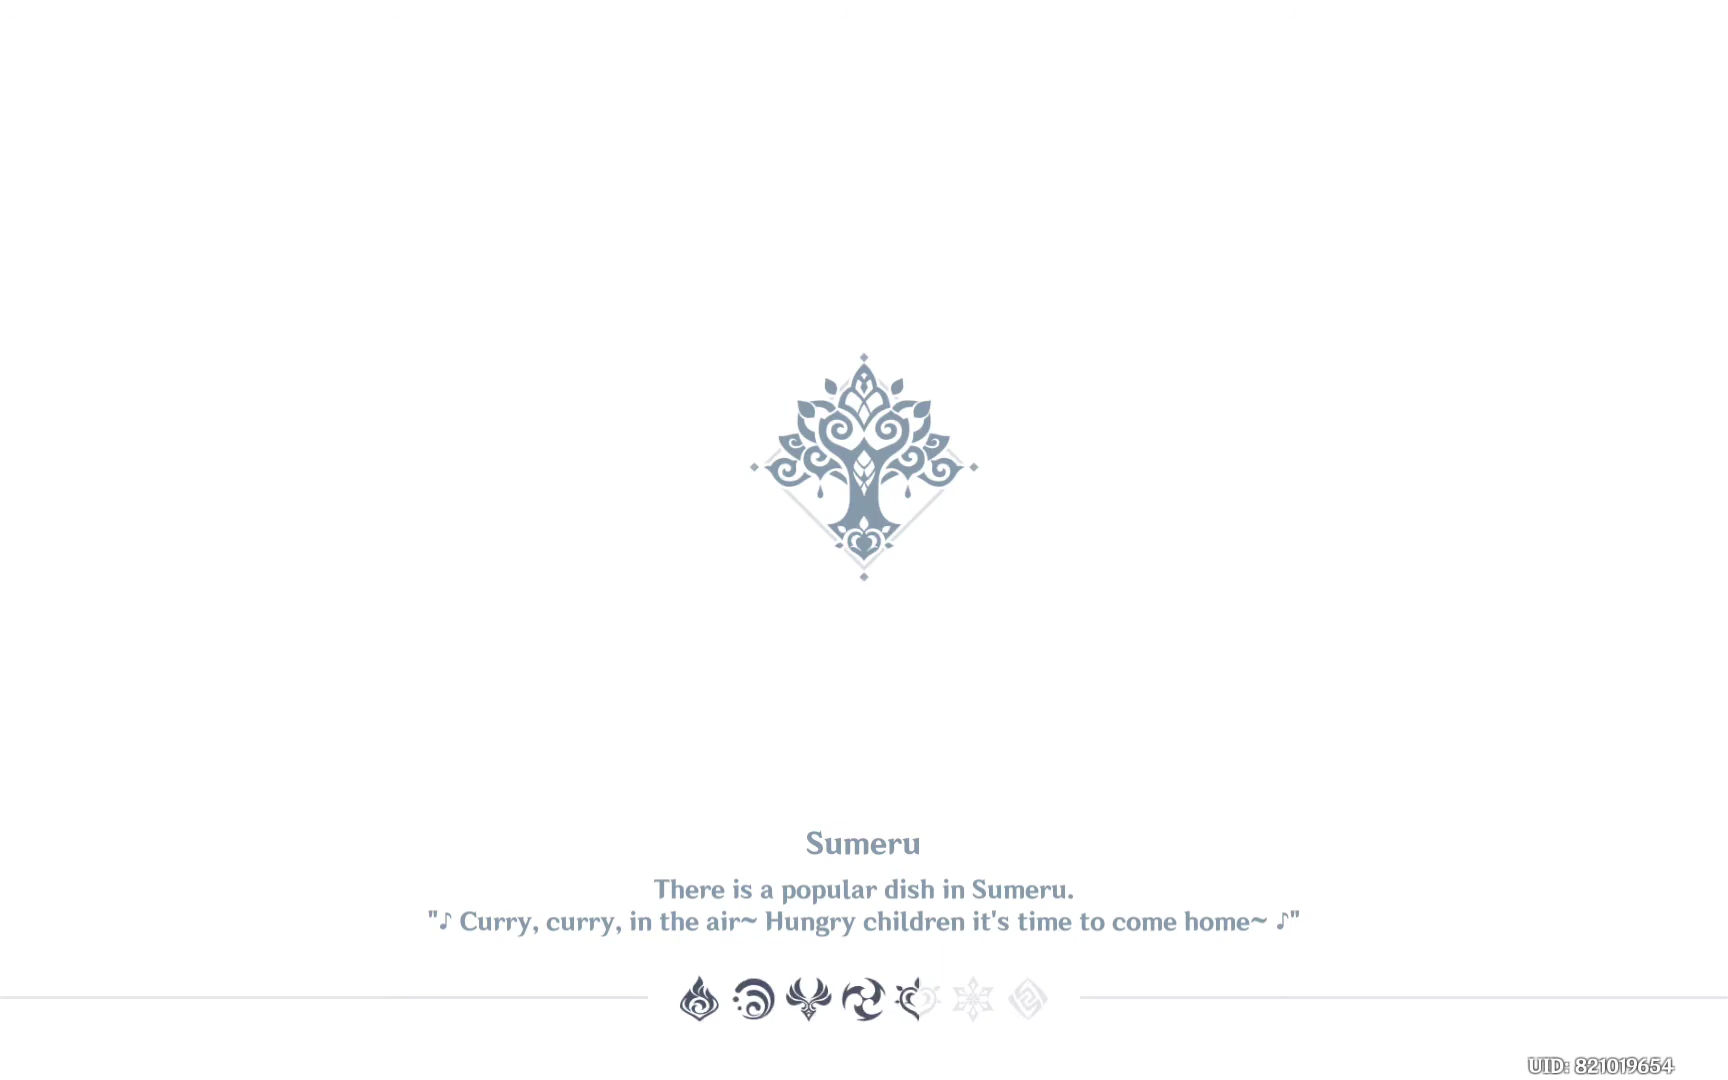 Sumeru
There is a popular dish in Sumeru.
"♪ Curry, curry, in the air~ Hungry children it's time to come home~ ♪"
UID: 821019654